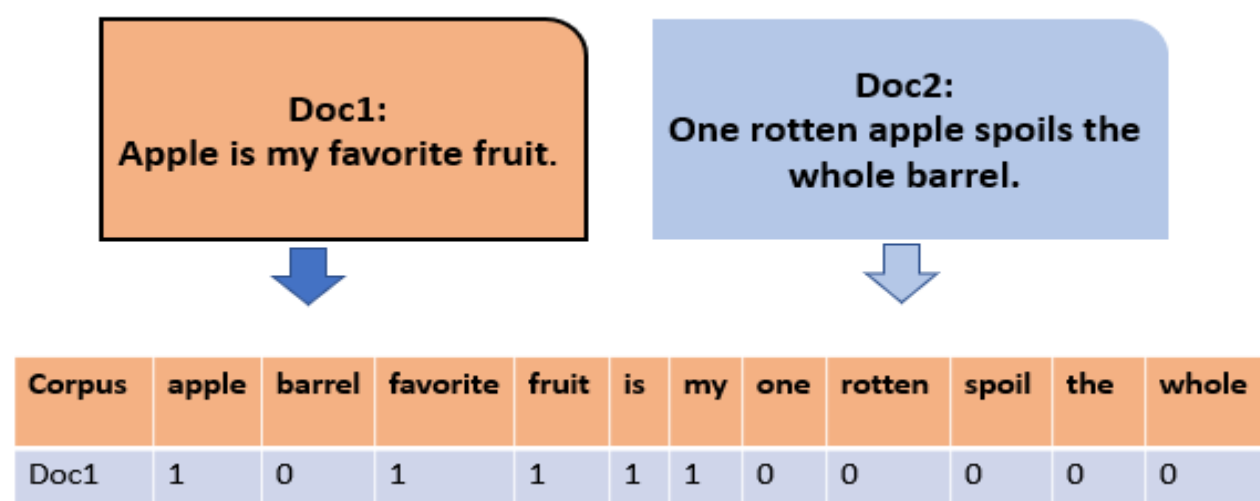 Doc1:
Apple is my favorite fruit.
Doc2:
One rotten apple spoils the
whole barrel.
Corpus apple barrel favorite fruit is my one rotten spoil the whole
Doc1 1 0 1 1 1 1 0 0 0 0 0